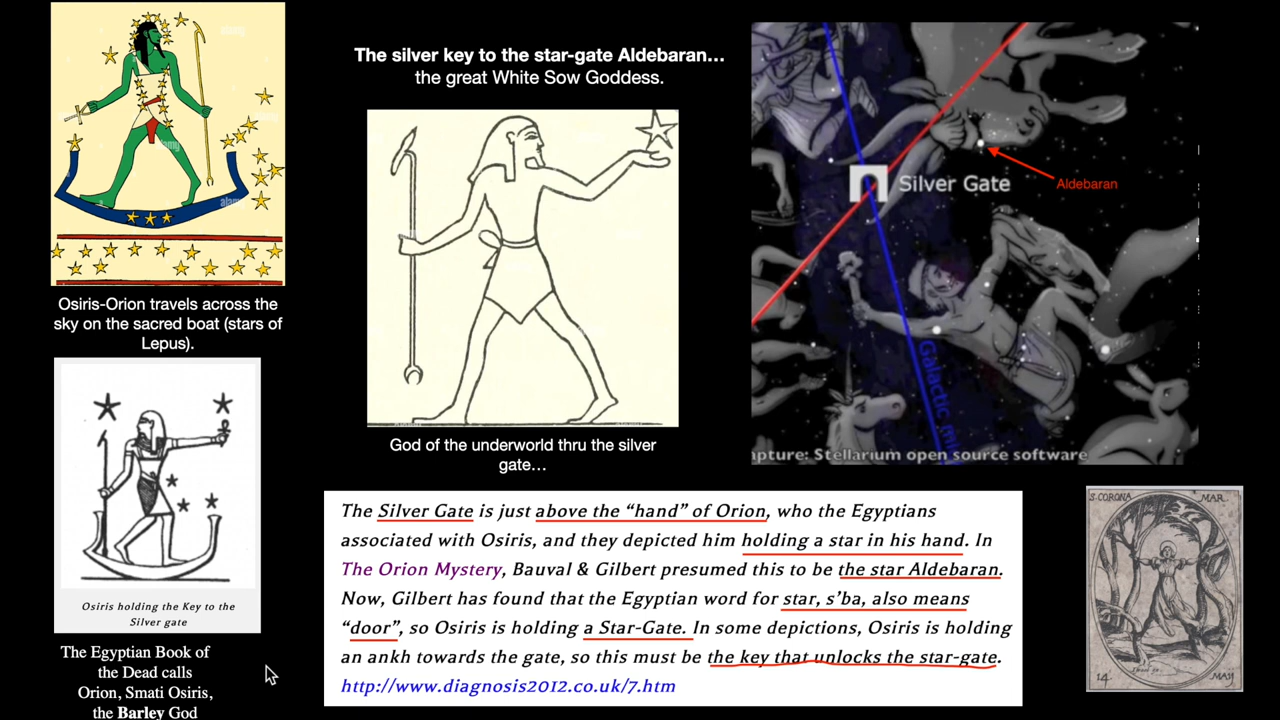 The silver key to the star-gate Aldebaran...
the great White Sow Goddess.
alamy
Osiris-Orion travels across the
sky on the sacred boat (stars of
Lepus).
God of the underworld thru the silver
gate...
Silver Gate
Aldebaran
Galactic
apture: Stellarium open source software
Osiris holding the Key to the
Silver gate
The Egyptian Book of
the Dead calls
Orion, Smati Osiris,
the Barley God
The Silver Gate is just above the “hand” of Orion, who the Egyptians
associated with Osiris, and they depicted him holding a star in his hand. In
The Orion Mystery, Bauval & Gilbert presumed this to be the star Aldebaran.
Now, Gilbert has found that the Egyptian word for star, s’ba, also means
“door”, so Osiris is holding a Star-Gate. In some depictions, Osiris is holding
an ankh towards the gate, so this must be the key that unlocks the star-gate.
http://www.diagnosis2012.co.uk/7.htm
S. CORONA MAR
14 MAY